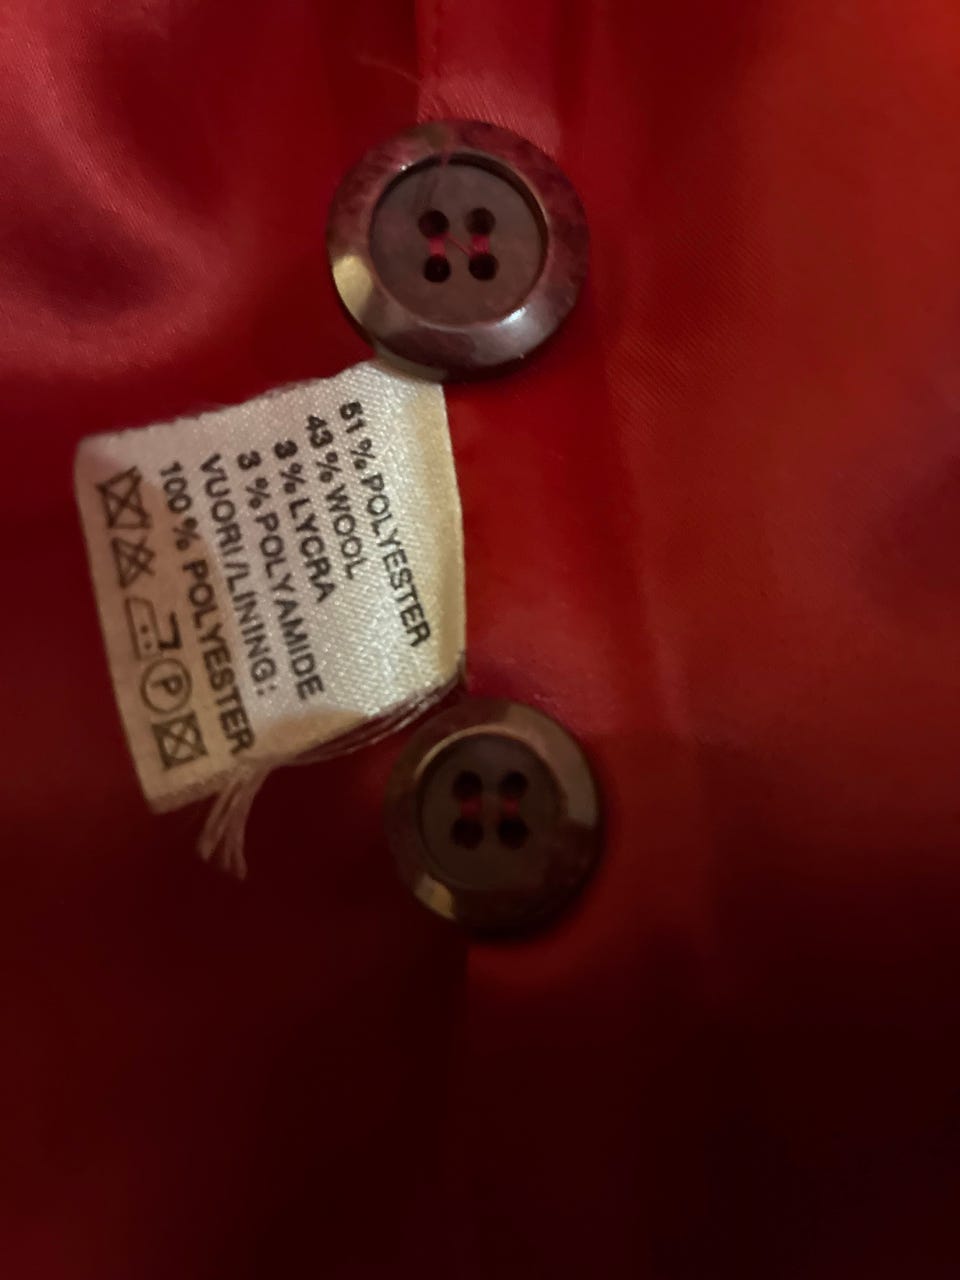 51 % POLYESTER
43 % WOOL
3 % LYCRA
3 % POLYAMIDE
VUORI/LINING:
100 % POLYESTER
P